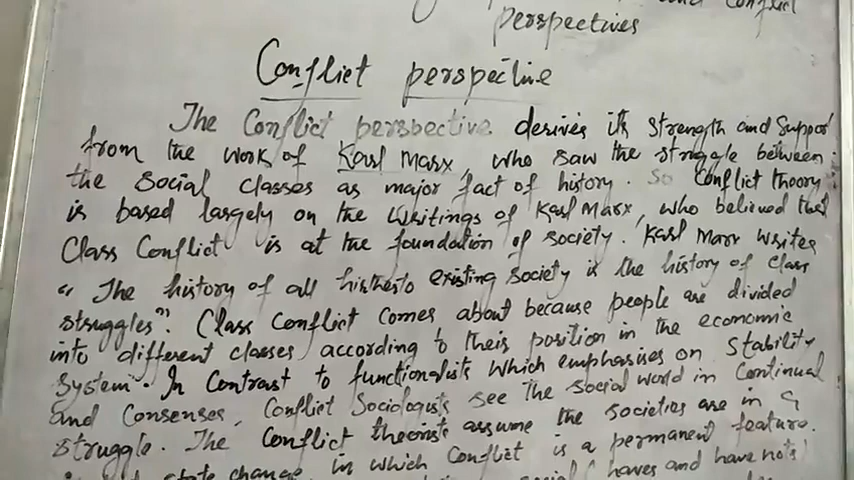 and Conflict
perspectives
Conflict perspective
The Conflict perspective derives its strength and Support
from the work of Karl Marx, who saw the struggle between
the Social classes as major fact of history. So Conflict theory
is based largely on the writings of Karl Marx, who believed that
Class Conflict is at the foundation of society. Karl Marx writes
"The history of all hitherto existing society is the history of class
struggles". Class Conflict comes about because people are divided
into different classes according to their position in the economic
System. In Contrast to functionalists which emphasises on Stability
and Consenses, Conflict Sociologists see the social world in Continual
struggle. The Conflict theorists assume the societies are in a
state change in which Conflict is a permanent feature.
haves and have nots